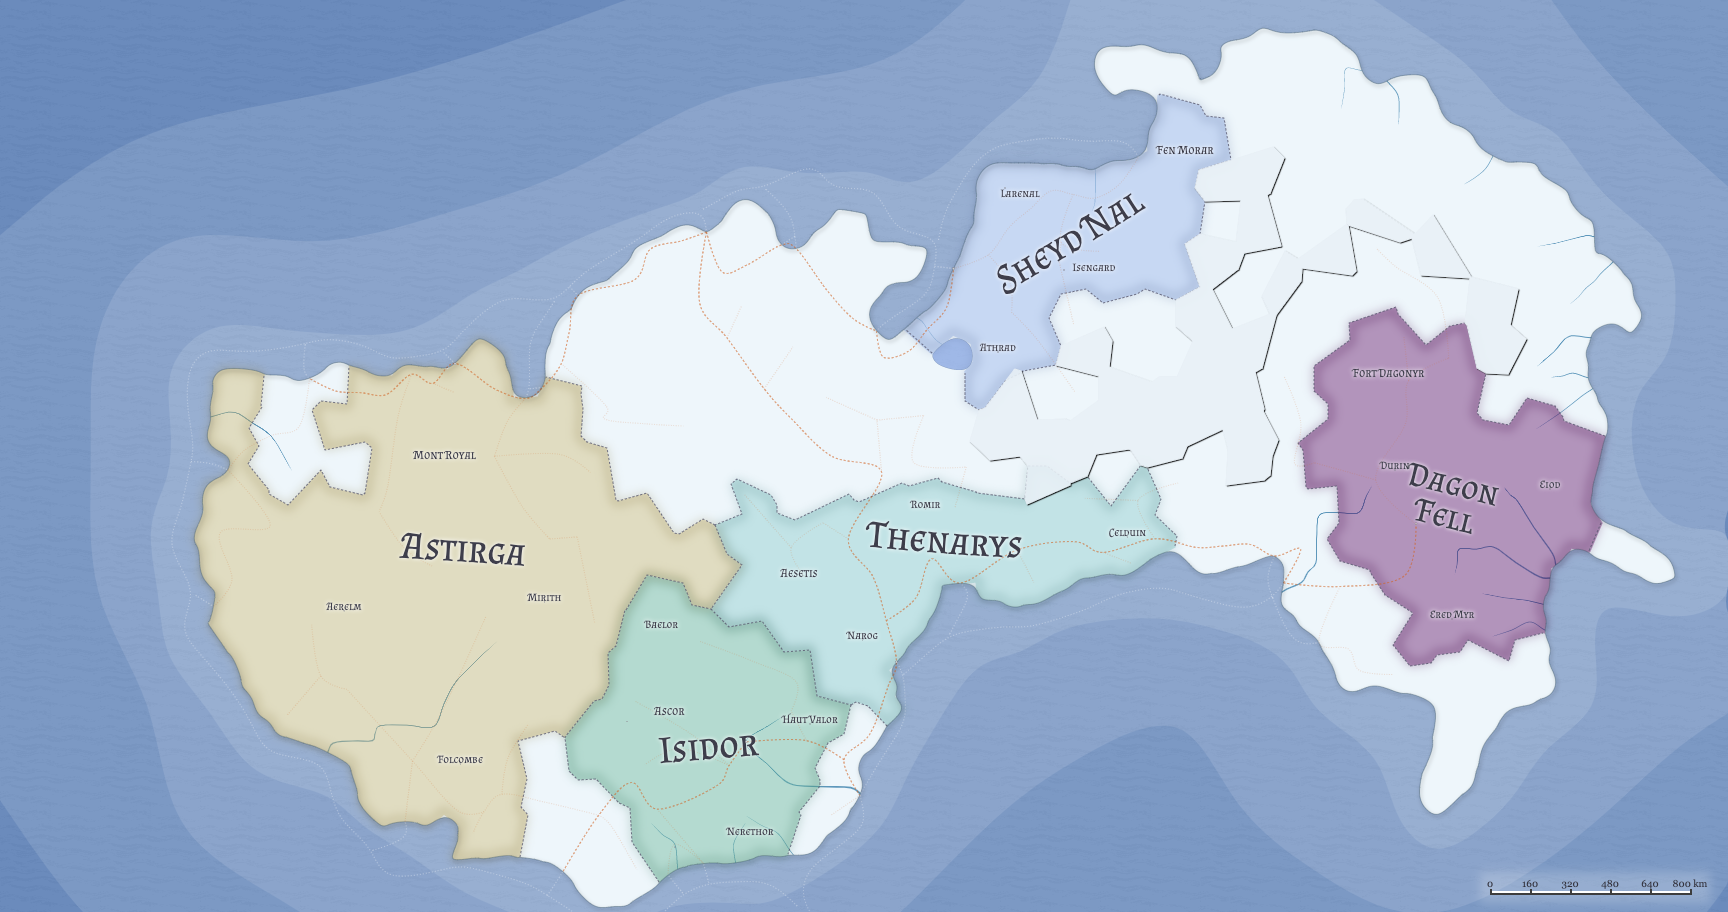 Fen Morar
Larenal
Sheyd'Nal
Isengard
Athrad
Fort Dagonyr
Mont Royal
Durin
Dagon
Fell
Eiod
Romir
Thenarys
Celduin
Astirga
Aesetis
Mirith
Aerelm
Ered Myr
Baelor
Narog
Ascor
Haut Valor
Isidor
Folcombe
Nerethor
0 160 320 480 640 800 km